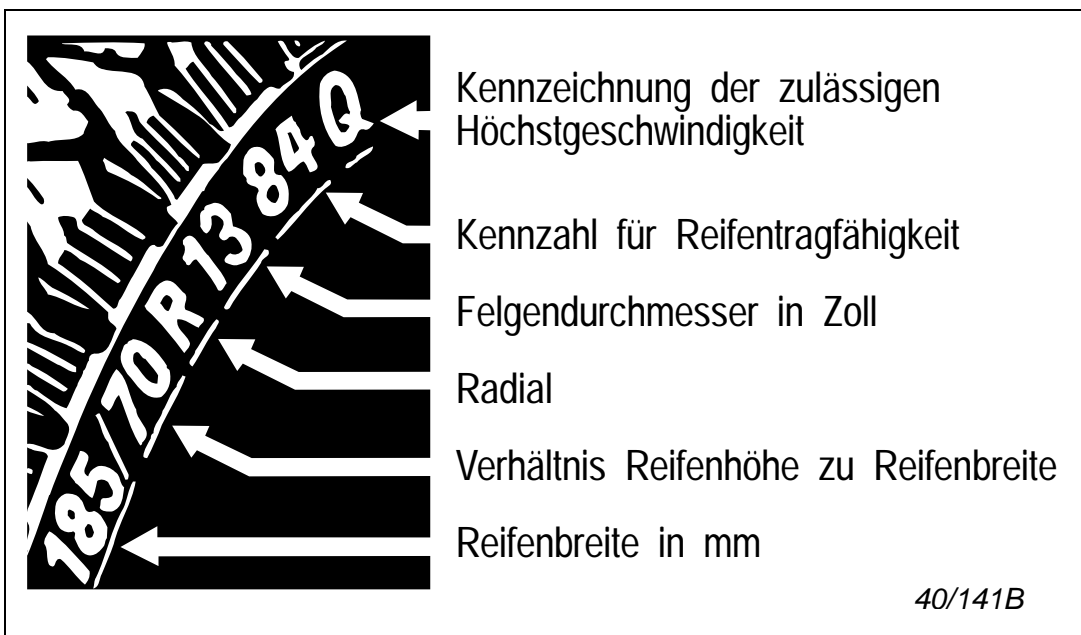 185/70 R 13 84 Q
Kennzeichnung der zulässigen
Höchstgeschwindigkeit
Kennzahl für Reifentragfähigkeit
Felgendurchmesser in Zoll
Radial
Verhältnis Reifenhöhe zu Reifenbreite
Reifenbreite in mm
40/141B